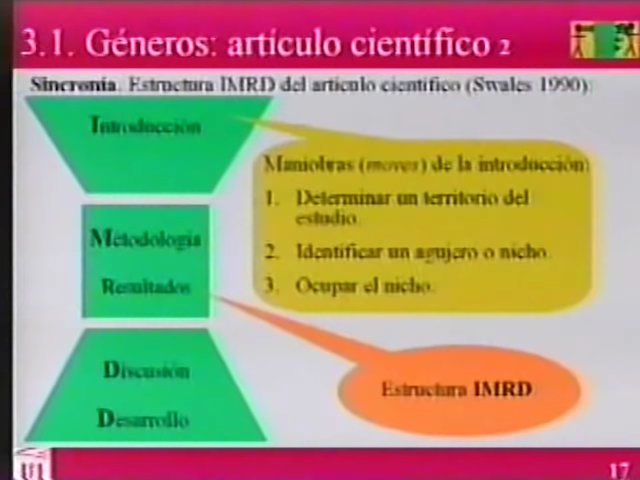 3.1. Géneros: artículo científico 2
Sincronía. Estructura IMRD del artículo científico (Swales 1990):
Introducción
Maniobras (moves) de la introducción:
1. Determinar un territorio del
estudio.
2. Identificar un agujero o nicho.
3. Ocupar el nicho.
Metodología
Resultados
Discusión
Desarrollo
Estructura IMRD
17